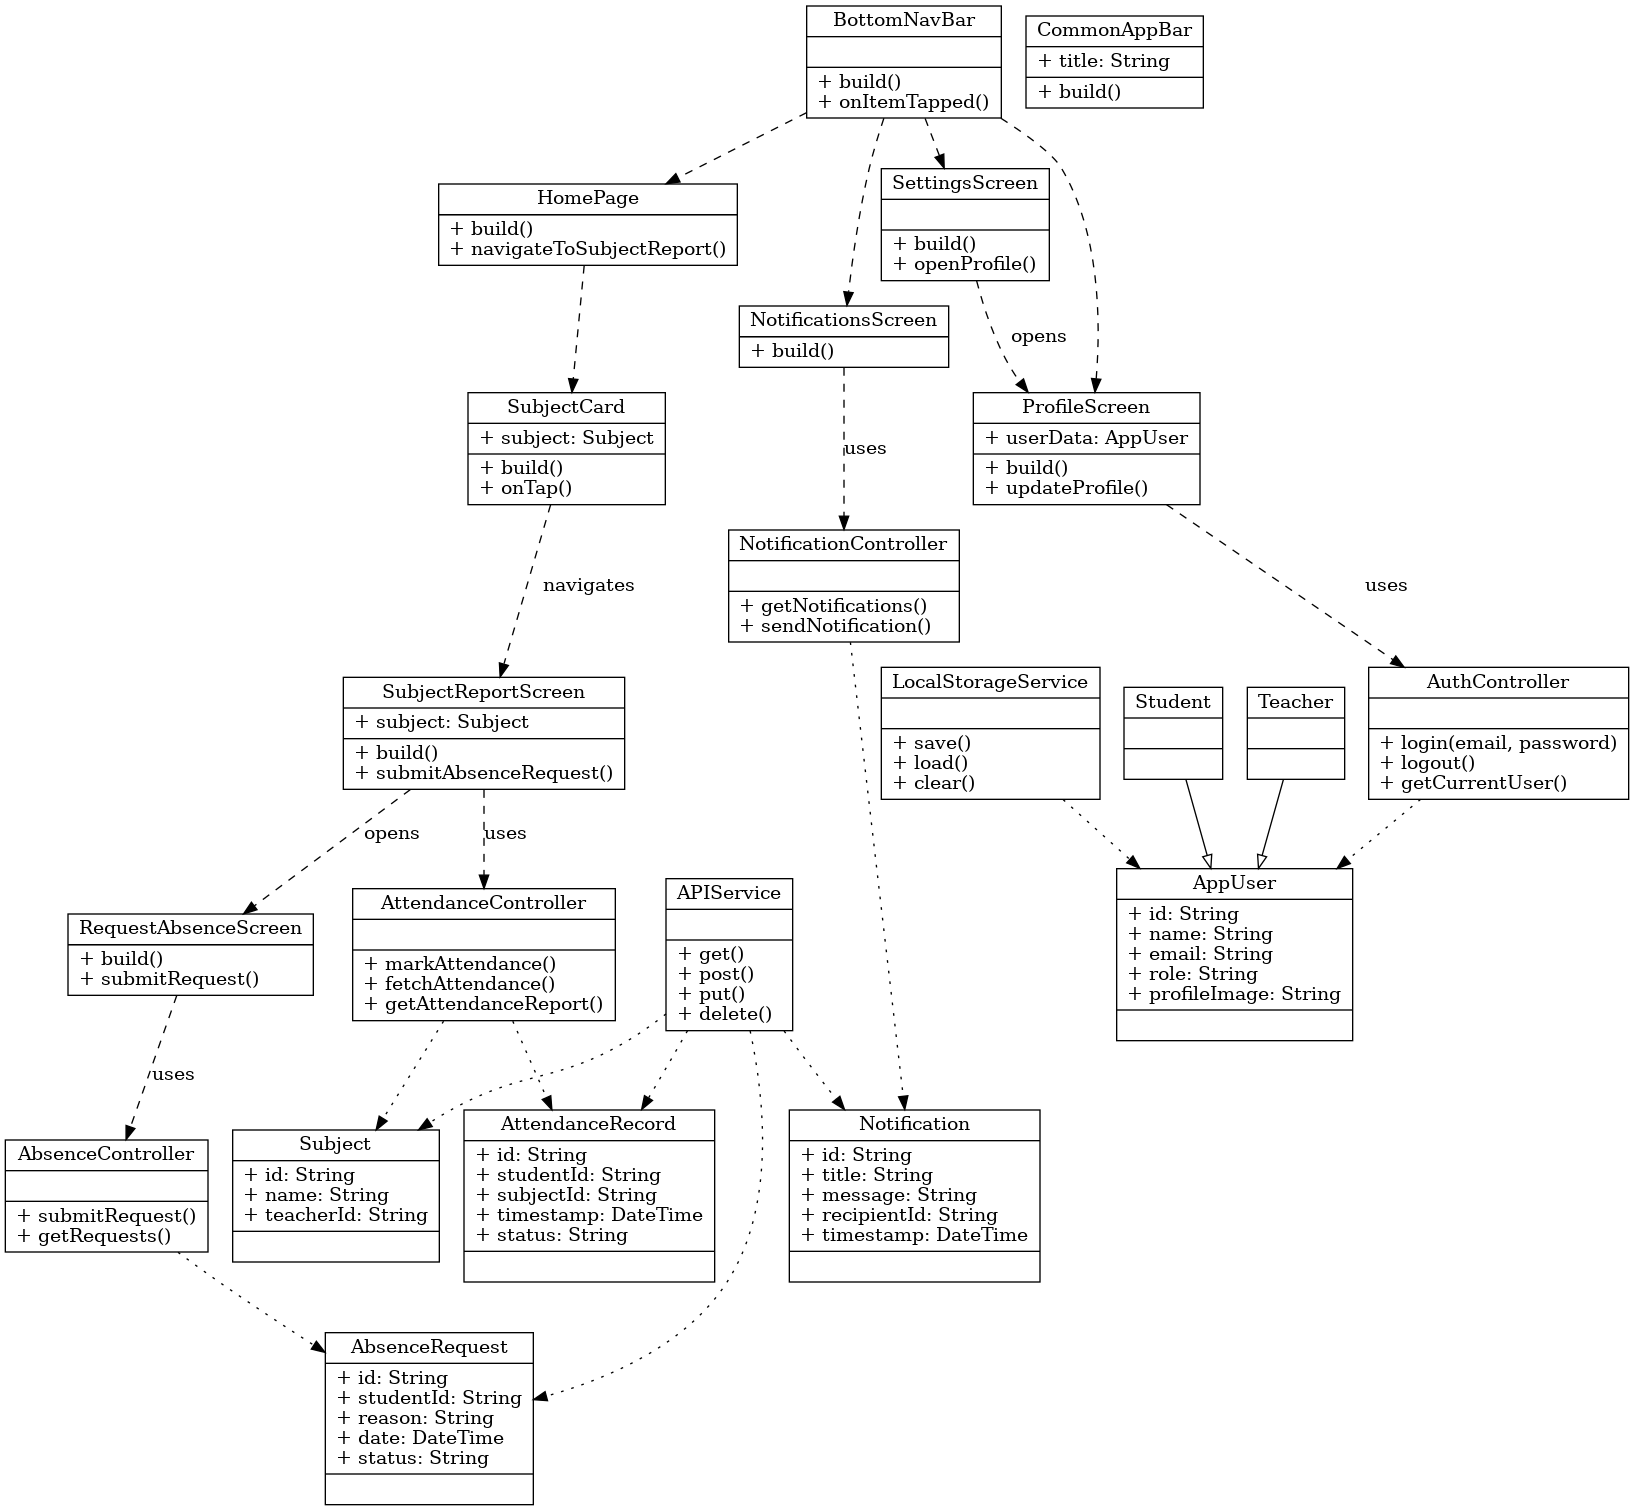 BottomNavBar
+ build()
+ onItemTapped()
CommonAppBar
+ title: String
+ build()
HomePage
+ build()
+ navigateToSubjectReport()
SettingsScreen
+ build()
+ openProfile()
NotificationsScreen
+ build()
opens
SubjectCard
+ subject: Subject
+ build()
+ onTap()
uses
ProfileScreen
+ userData: AppUser
+ build()
+ updateProfile()
navigates
NotificationController
+ getNotifications()
+ sendNotification()
uses
SubjectReportScreen
+ subject: Subject
+ build()
+ submitAbsenceRequest()
LocalStorageService
+ save()
+ load()
+ clear()
Student
Teacher
AuthController
+ login(email, password)
+ logout()
+ getCurrentUser()
opens
uses
RequestAbsenceScreen
+ build()
+ submitRequest()
AttendanceController
+ markAttendance()
+ fetchAttendance()
+ getAttendanceReport()
APIService
+ get()
+ post()
+ put()
+ delete()
AppUser
+ id: String
+ name: String
+ email: String
+ role: String
+ profileImage: String
uses
AbsenceController
+ submitRequest()
+ getRequests()
Subject
+ id: String
+ name: String
+ teacherId: String
AttendanceRecord
+ id: String
+ studentId: String
+ subjectId: String
+ timestamp: DateTime
+ status: String
Notification
+ id: String
+ title: String
+ message: String
+ recipientId: String
+ timestamp: DateTime
AbsenceRequest
+ id: String
+ studentId: String
+ reason: String
+ date: DateTime
+ status: String